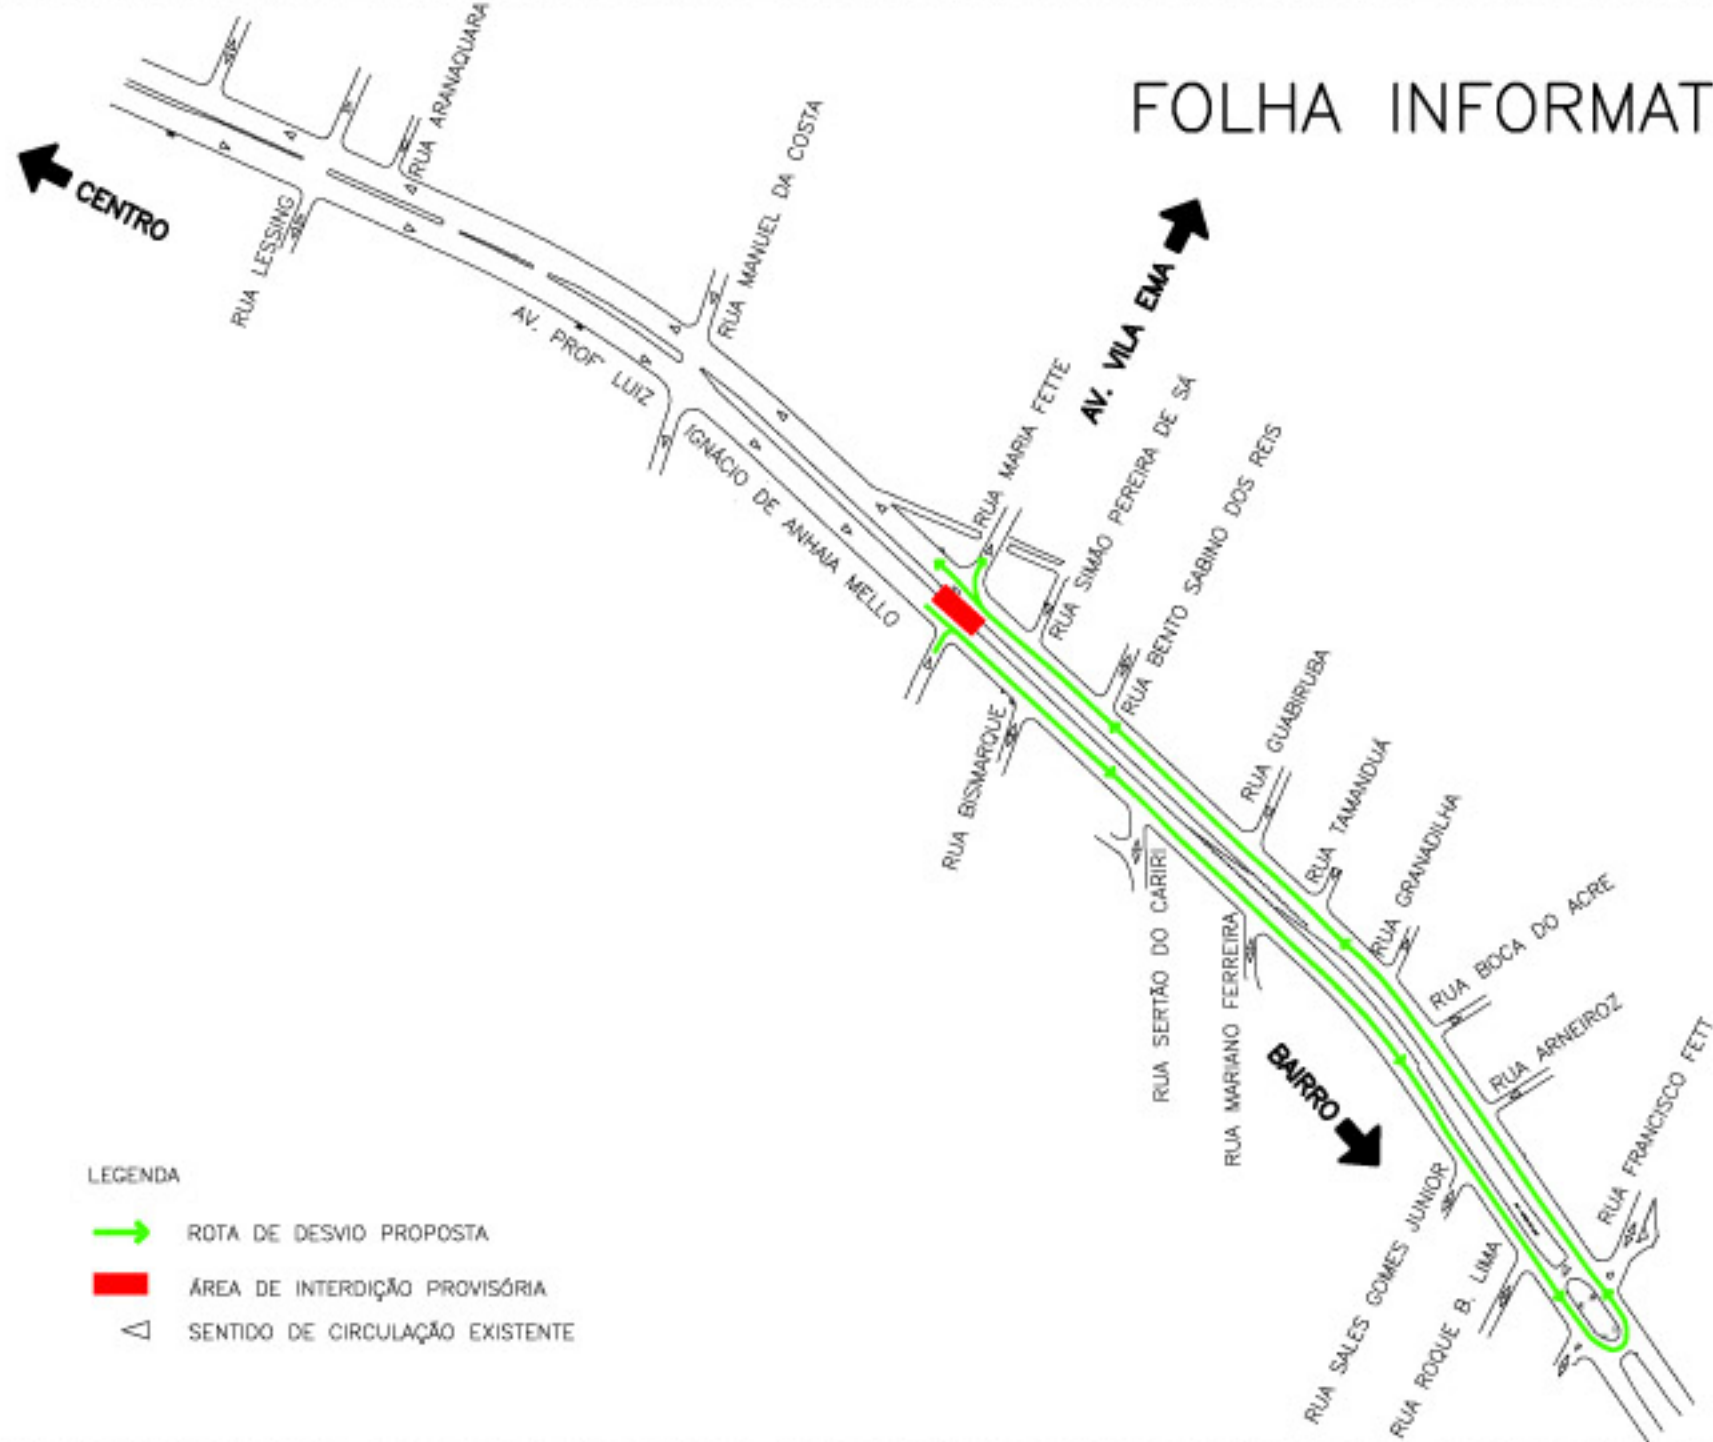 FOLHA INFORMAT
RUA ARANAQUARA
CENTRO
RUA LESSING
RUA MANUEL DA COSTA
AV. VILA EMA
AV. PROFº LUIZ
IGNÁCIO DE ANHAIA MELLO
RUA MARIA FETTE
RUA SIMÃO PEREIRA DE SÁ
RUA BENTO SABINO DOS REIS
RUA GUABIRUBA
RUA TAMANDUÁ
RUA GRANADILHA
RUA BOCA DO ACRE
RUA ARNEIROZ
RUA FRANCISCO FETT
RUA BISMARQUE
RUA SERTÃO DO CARIRI
RUA MARIANO FERREIRA
BAIRRO
RUA SALES GOMES JUNIOR
RUA ROQUE B. LIMA
LEGENDA
ROTA DE DESVIO PROPOSTA
ÁREA DE INTERDIÇÃO PROVISÓRIA
SENTIDO DE CIRCULAÇÃO EXISTENTE